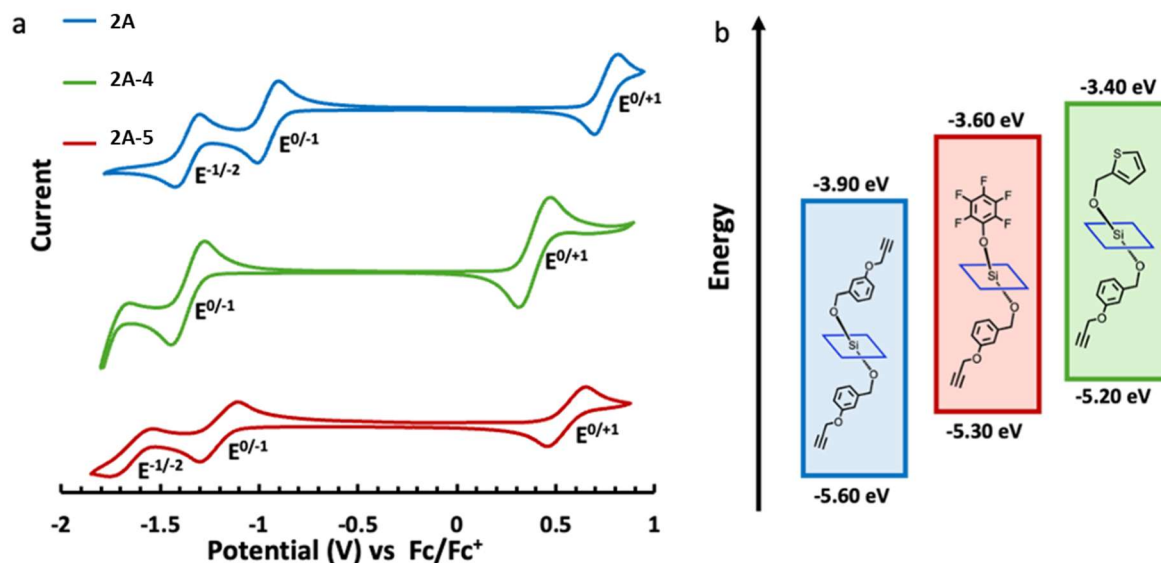 a
2A
2A-4
2A-5
E0/+1
E0/-1
E-1/-2
E0/+1
E0/-1
E0/+1
E0/-1
E-1/-2
Current
-2 -1.5 -1 -0.5 0 0.5 1
Potential (V) vs Fc/Fc+
b
Energy
-3.90 eV
O
O
Si
O
O
-5.60 eV
-3.60 eV
F
F F
F F
O
Si
O
O
-5.30 eV
-3.40 eV
S
O
Si
O
O
-5.20 eV